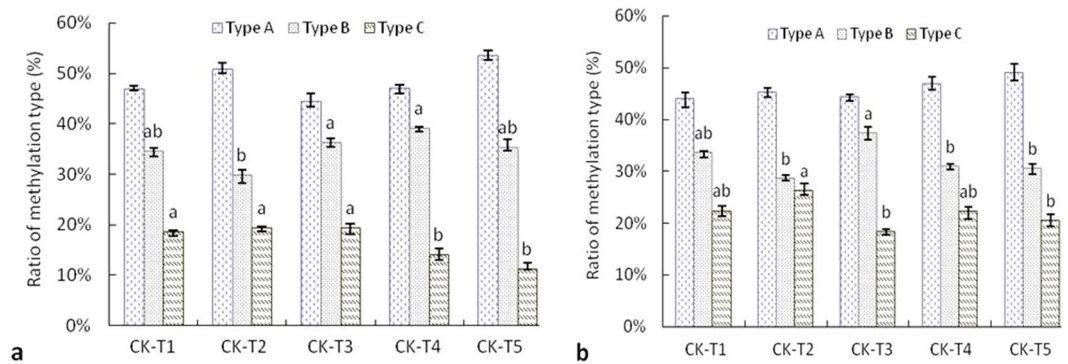 Ratio of methylation type (%)
60%
50%
40%
30%
20%
10%
0%
Type A Type B Type C
ab
a
b
a
a
a
a
b
ab
b
CK-T1 CK-T2 CK-T3 CK-T4 CK-T5
a
Ratio of methylation type (%)
60%
50%
40%
30%
20%
10%
0%
Type A Type B Type C
ab
ab
b
a
a
b
b
ab
b
b
CK-T1 CK-T2 CK-T3 CK-T4 CK-T5
b